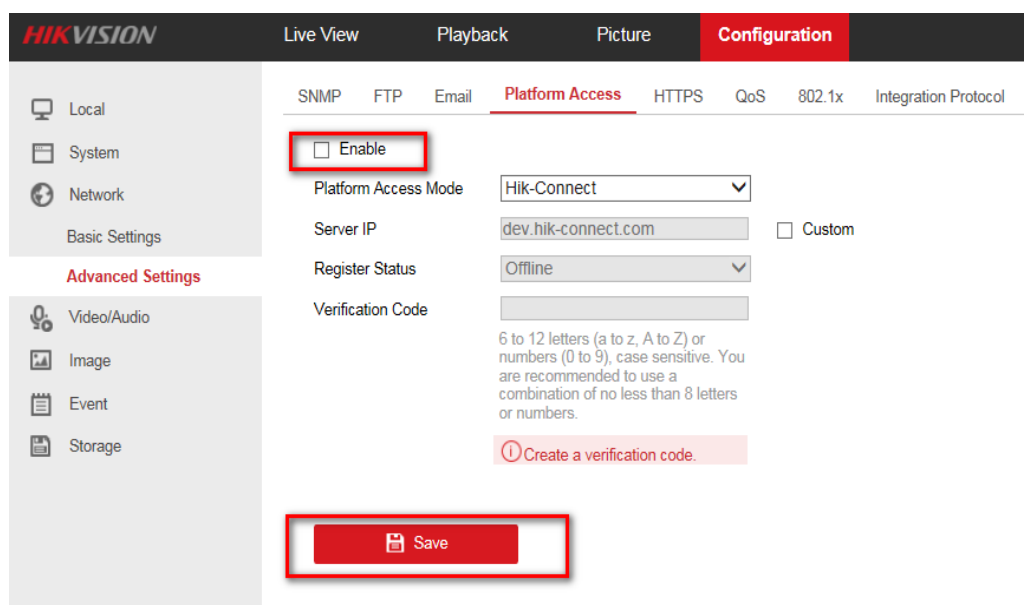 HIKVISION
Live View Playback Picture Configuration
SNMP FTP Email Platform Access HTTPS QoS 802.1x Integration Protocol
Local
System
Network
Basic Settings
Advanced Settings
Video/Audio
Image
Event
Storage
Enable
Platform Access Mode Hik-Connect
Server IP dev.hik-connect.com Custom
Register Status Offline
Verification Code
6 to 12 letters (a to z, A to Z) or
numbers (0 to 9), case sensitive. You
are recommended to use a
combination of no less than 8 letters
or numbers.
Create a verification code.
Save